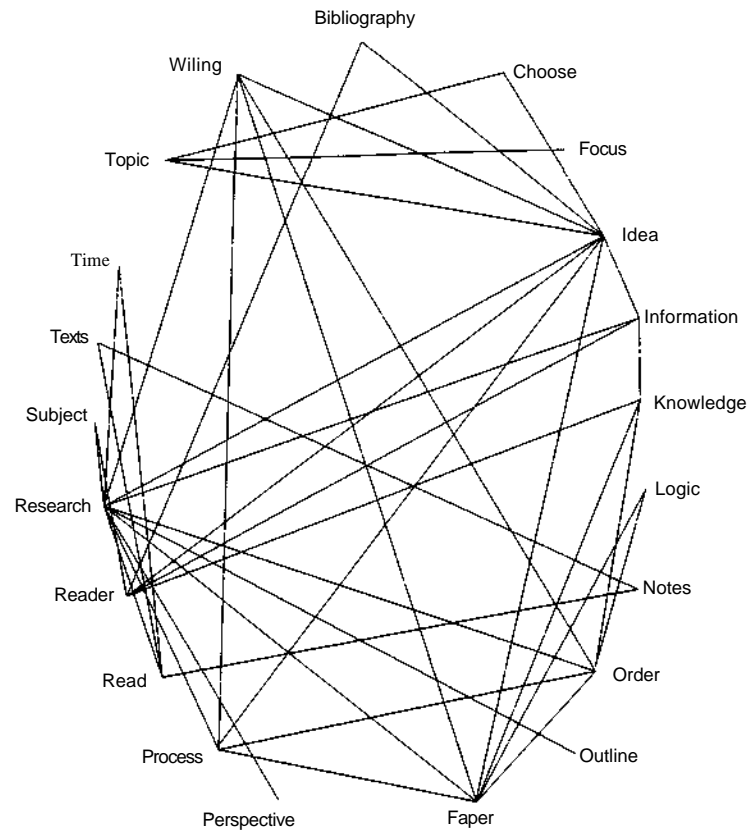 Bibliography
Wiling
Choose
Topic
Focus
Idea
Time
Information
Texts
Knowledge
Subject
Logic
Research
Notes
Reader
Order
Read
Outline
Process
Perspective
Faper